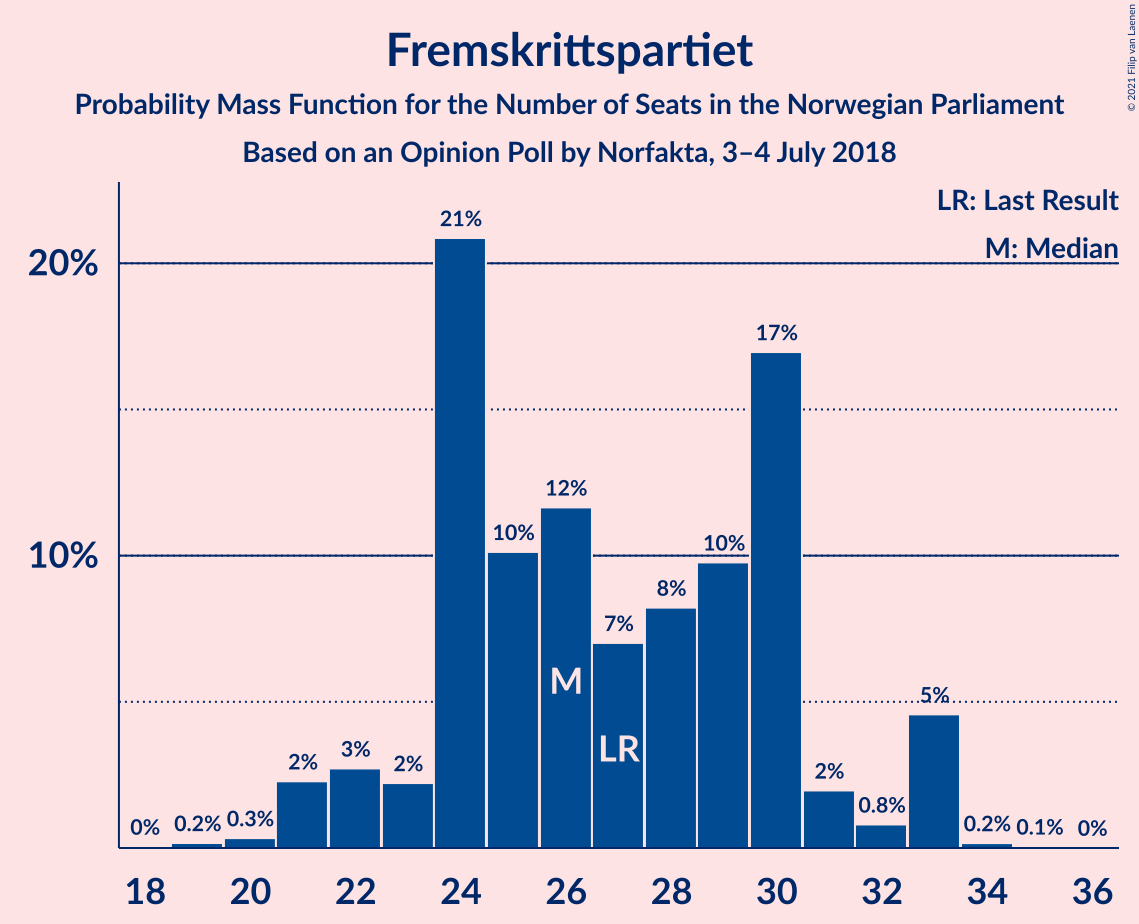 Fremskrittspartiet
Probability Mass Function for the Number of Seats in the Norwegian Parliament
Based on an Opinion Poll by Norfakta, 3–4 July 2018
© 2021 Filip van Laenen
LR: Last Result
M: Median
20%
10%
0%
0.2%
0.3%
2%
3%
2%
21%
10%
12%
7%
8%
10%
17%
2%
0.8%
5%
0.2%
0.1%
0%
M
LR
18 20 22 24 26 28 30 32 34 36